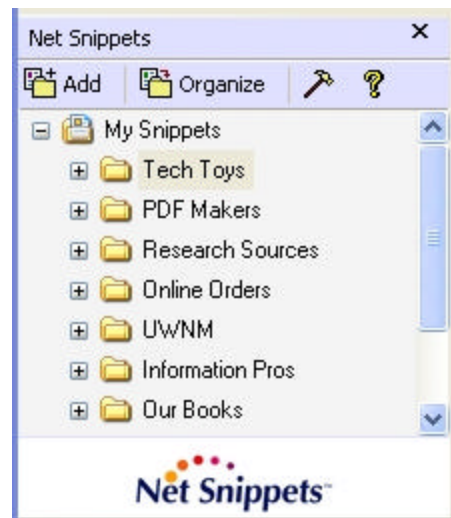 Net Snippets
Add Organize
My Snippets
Tech Toys
PDF Makers
Research Sources
Online Orders
UWNM
Information Pros
Our Books
Net Snippets™